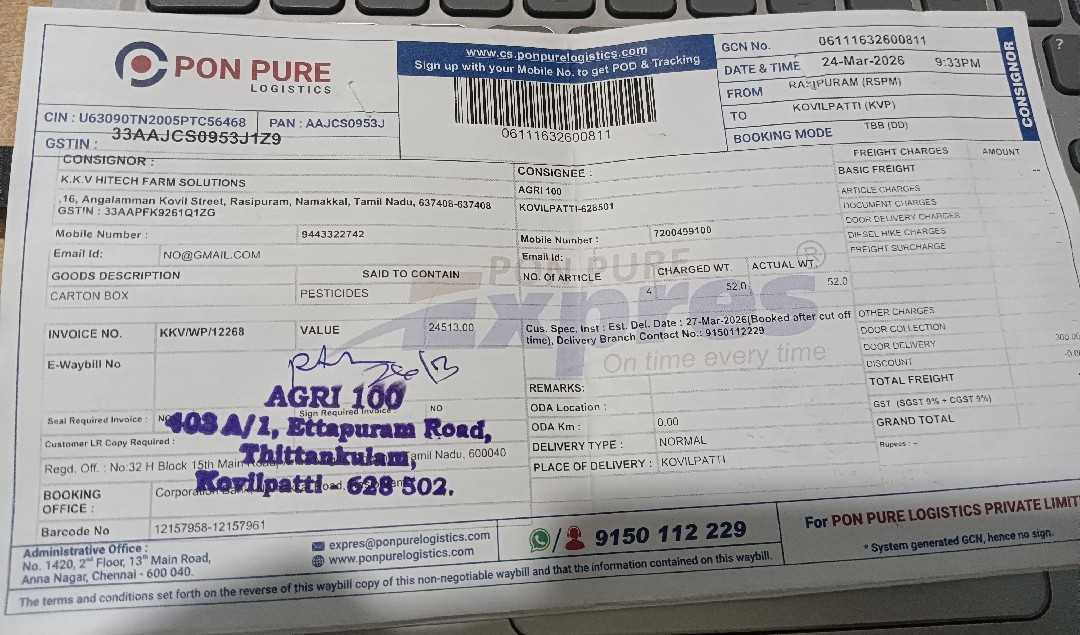 PON PURE
LOGISTICS
www.cs.ponpurelogistics.com
Sign up with your Mobile No. to get POD & Tracking
06111632600811
GCN No. 06111632600811
DATE & TIME 24-Mar-2026 9:33PM
FROM RASIPURAM (RSPM)
TO KOVILPATTI (KVP)
BOOKING MODE TBB (DD)
CONSIGNOR
CIN : U63090TN2005PTC56468 PAN : AAJCS0953J
GSTIN : 33AAJCS0953J1Z9
CONSIGNOR :
K.K.V HITECH FARM SOLUTIONS
,16, Angalamman Kovil Street, Rasipuram, Namakkal, Tamil Nadu, 637408-637408
GSTIN : 33AAPFK9261Q1ZG
Mobile Number : 9443322742
Email Id: NO@GMAIL.COM
GOODS DESCRIPTION SAID TO CONTAIN
CARTON BOX PESTICIDES
INVOICE NO. KKV/WP/12268 VALUE 24513.00
E-Waybill No
Seal Required Invoice : NO Sign Required Invoice : NO
Customer LR Copy Required :
Regd. Off. : No:32 H Block 15th Main Tamil Nadu, 600040
BOOKING OFFICE : Road,
Barcode No 12157958-12157961
AGRI 100
403 A/1, Ettapuram Road,
Thittankulam,
Kovilpatti - 628 502.
CONSIGNEE :
AGRI 100
KOVILPATTI-628501
Mobile Number : 7200499100
Email Id:
NO. Of ARTICLE CHARGED WT. ACTUAL WT.
4 52.0 52.0
PON PURE
Expres
®
On time every time
Cus. Spec. Inst : Est. Del. Date : 27-Mar-2026(Booked after cut off
time), Delivery Branch Contact No.: 9150112229
REMARKS:
ODA Location :
ODA Km : 0.00
DELIVERY TYPE : NORMAL
PLACE OF DELIVERY : KOVILPATTI
FREIGHT CHARGES AMOUNT
BASIC FREIGHT --
ARTICLE CHARGES
DOCUMENT CHARGES
DOOR DELIVERY CHARGES
DIESEL HIKE CHARGES
FREIGHT SURCHARGE
OTHER CHARGES
DOOR COLLECTION
DOOR DELIVERY
DISCOUNT
TOTAL FREIGHT
GST (SGST 9% + CGST 9%)
GRAND TOTAL
Rupees: --
Administrative Office :
No. 1420, 2nd Floor, 13th Main Road,
Anna Nagar, Chennai - 600 040.
expres@ponpurelogistics.com
www.ponpurelogistics.com
9150 112 229
For PON PURE LOGISTICS PRIVATE
* System generated GCN, hence no sign.
The terms and conditions set forth on the reverse of this waybill copy of this non-negotiable waybill and that the information contained on this waybill.